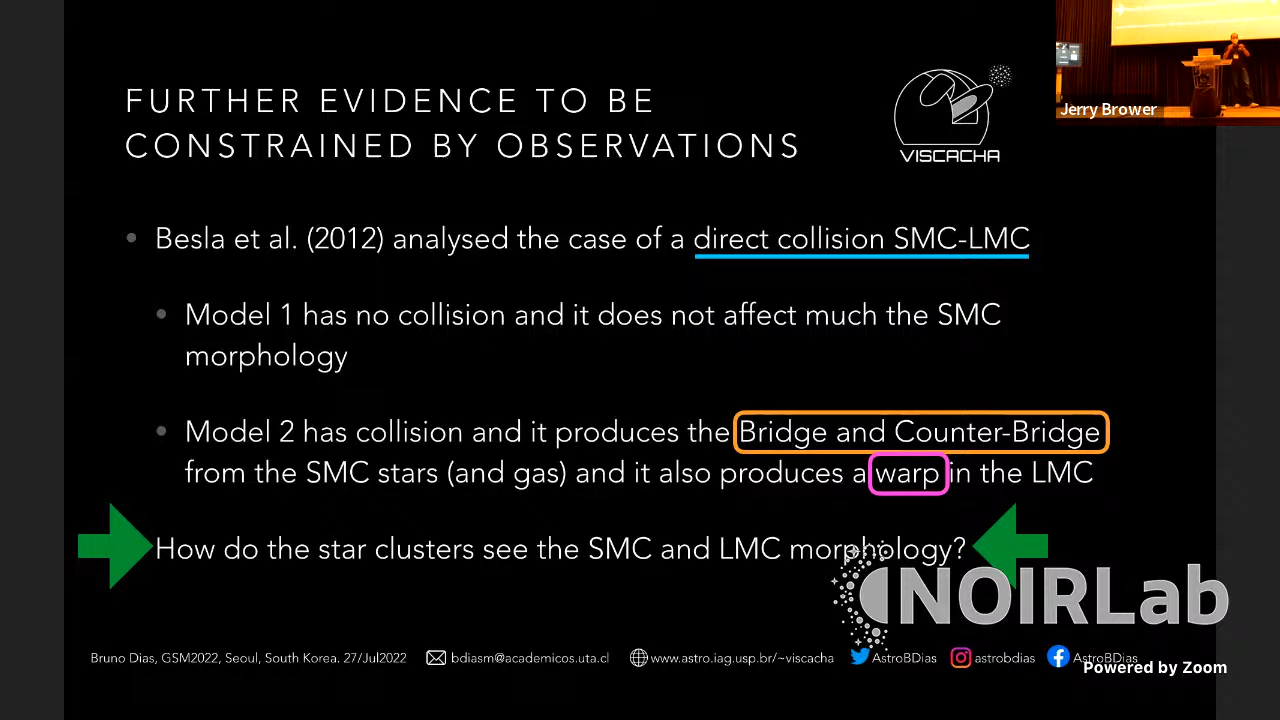 FURTHER EVIDENCE TO BE
CONSTRAINED BY OBSERVATIONS
VISCACHA
Jerry Brower
Besla et al. (2012) analysed the case of a direct collision SMC-LMC
Model 1 has no collision and it does not affect much the SMC
morphology
Model 2 has collision and it produces the Bridge and Counter-Bridge
from the SMC stars (and gas) and it also produces a warp in the LMC
How do the star clusters see the SMC and LMC morphology?
NOIRLab
Bruno Dias, GSM2022, Seoul, South Korea. 27/Jul2022 bdiasm@academicos.uta.cl www.astro.iag.usp.br/~viscacha AstroBDias astrobdias AstroBDias
Powered by Zoom